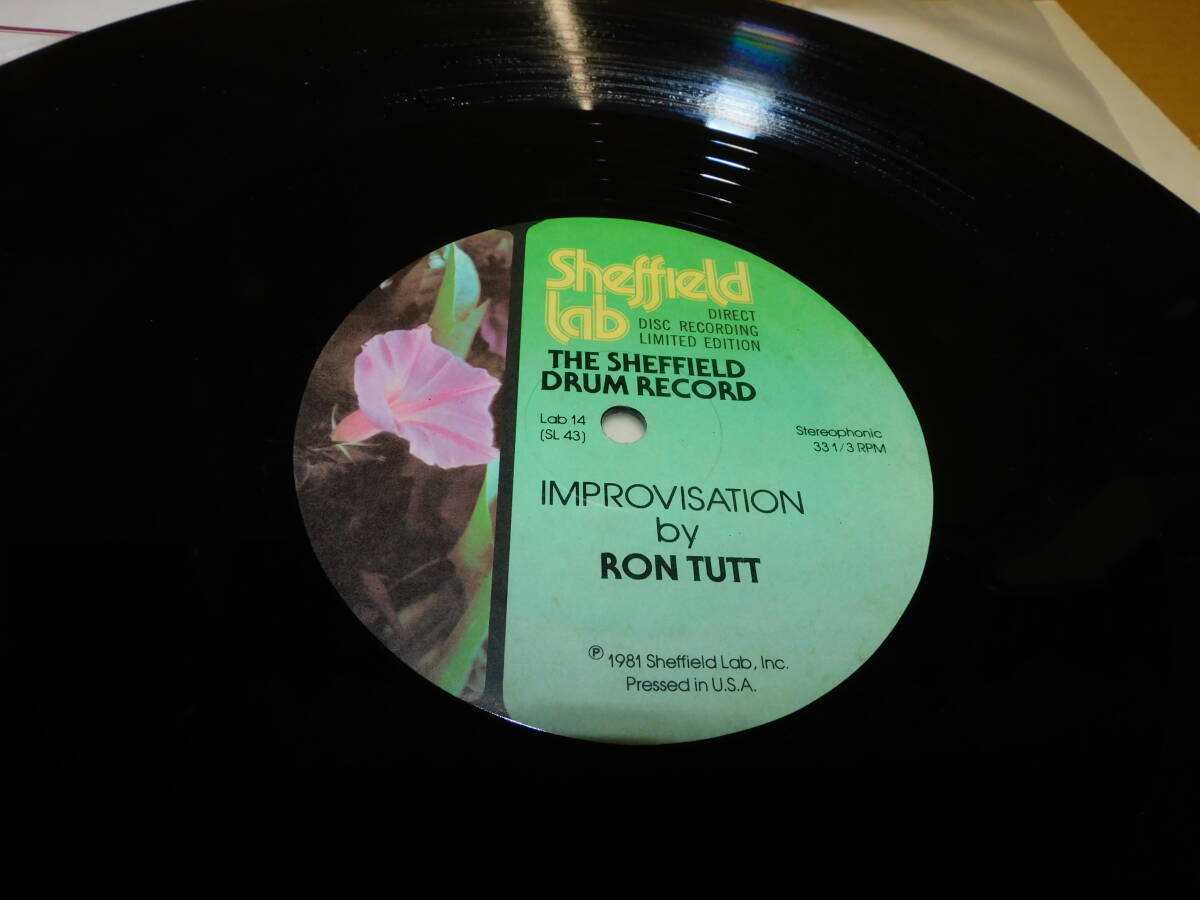 Sheffield
Lab
DIRECT
DISC RECORDING
LIMITED EDITION
THE SHEFFIELD
DRUM RECORD
Lab 14
(SL 43)
Stereophonic
33 1/3 RPM
IMPROVISATION
by
RON TUTT
℗ 1981 Sheffield Lab, Inc.
Pressed in U.S.A.